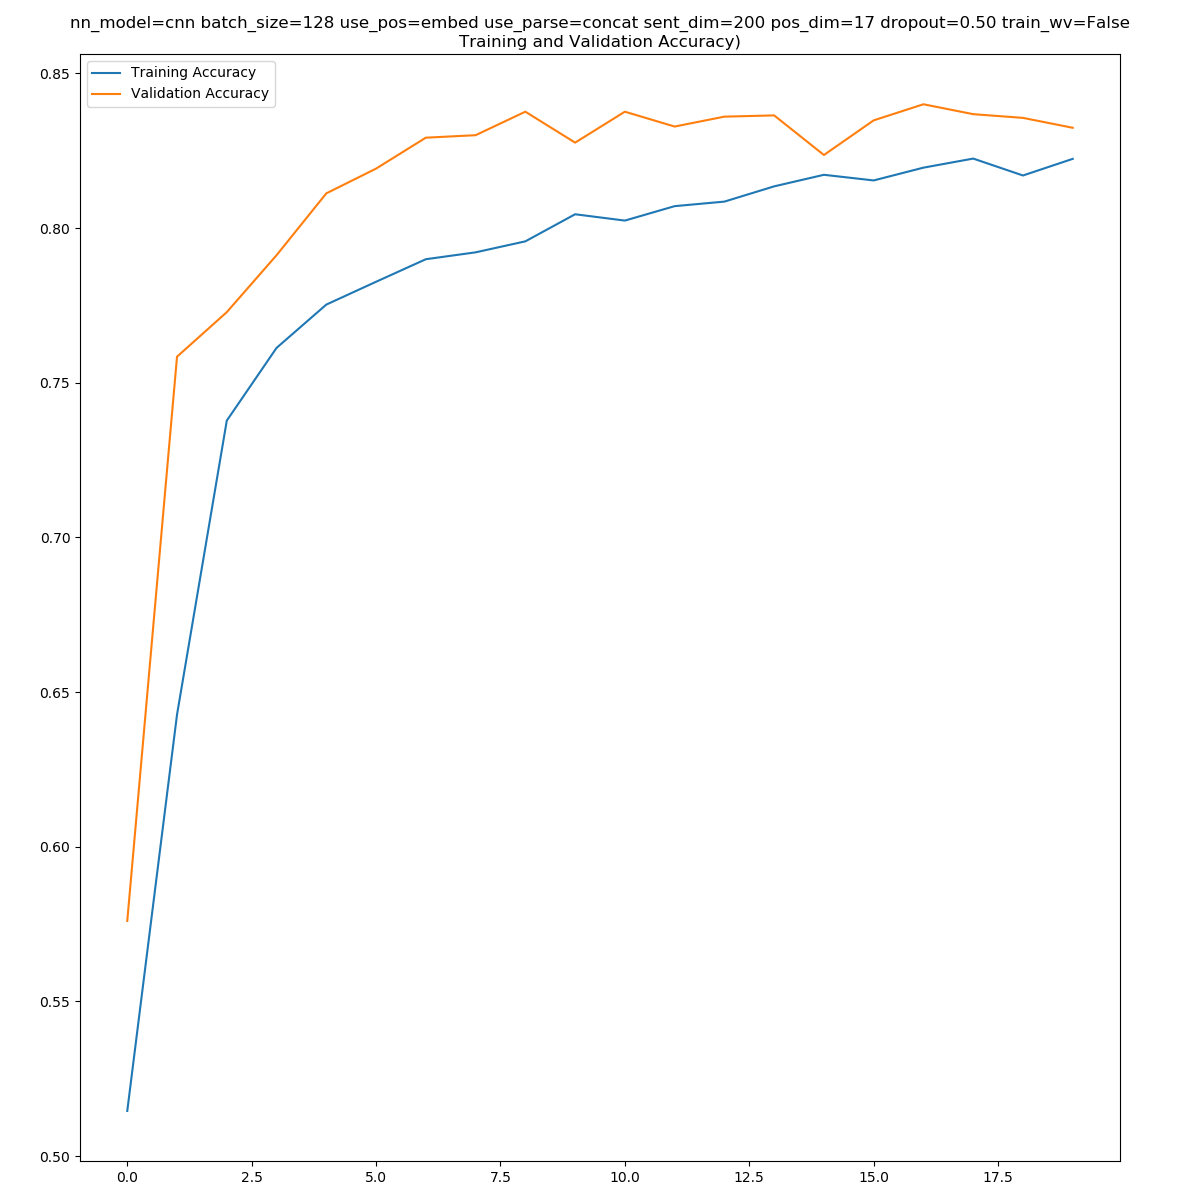 nn_model=cnn batch_size=128 use_pos=embed use_parse=concat sent_dim=200 pos_dim=17 dropout=0.50 train_wv=False
Training and Validation Accuracy)
Training Accuracy
Validation Accuracy
0.85
0.80
0.75
0.70
0.65
0.60
0.55
0.50
0.0 2.5 5.0 7.5 10.0 12.5 15.0 17.5